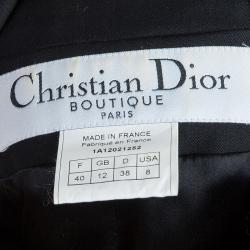 Christian Dior
BOUTIQUE
PARIS
MADE IN FRANCE
Fabriqué en France
1A12021252
F GB D USA
40 12 38 8